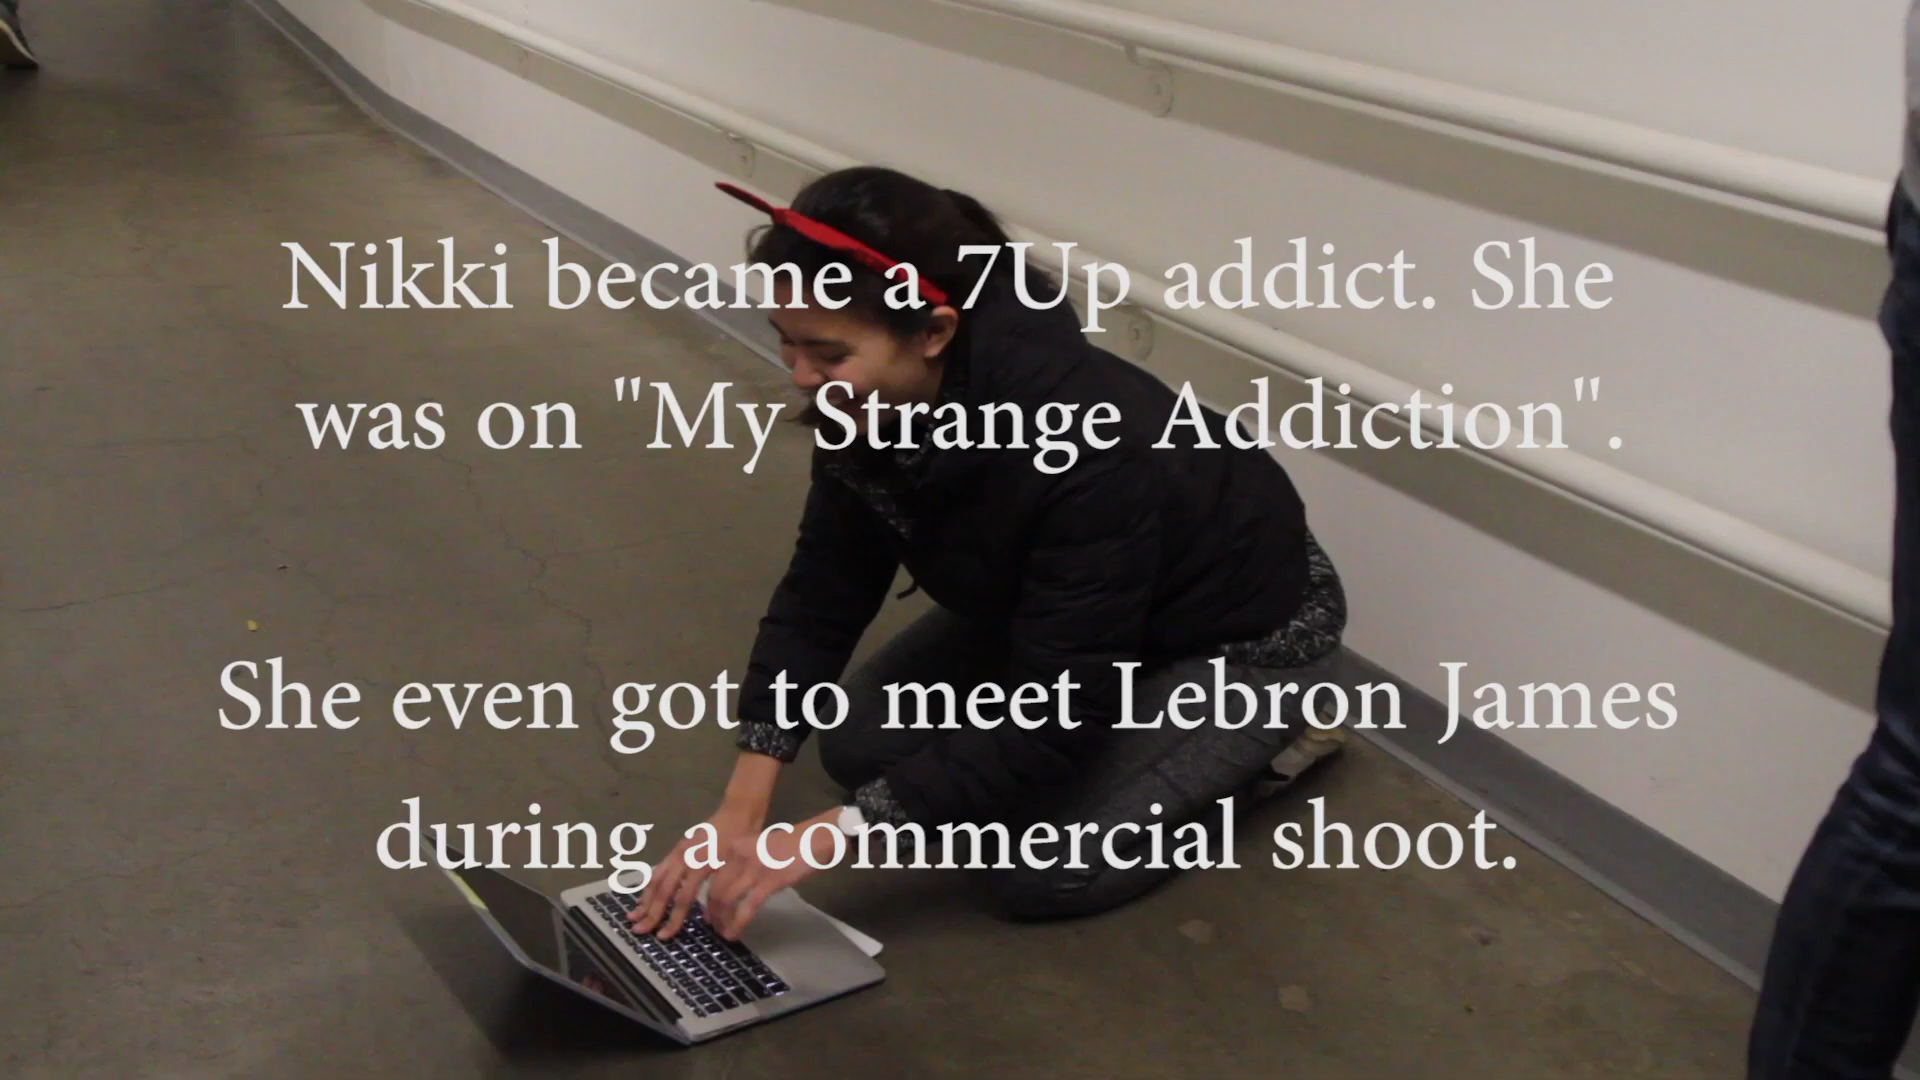 Nikki became a 7Up addict. She
was on "My Strange Addiction".
She even got to meet Lebron James
during a commercial shoot.